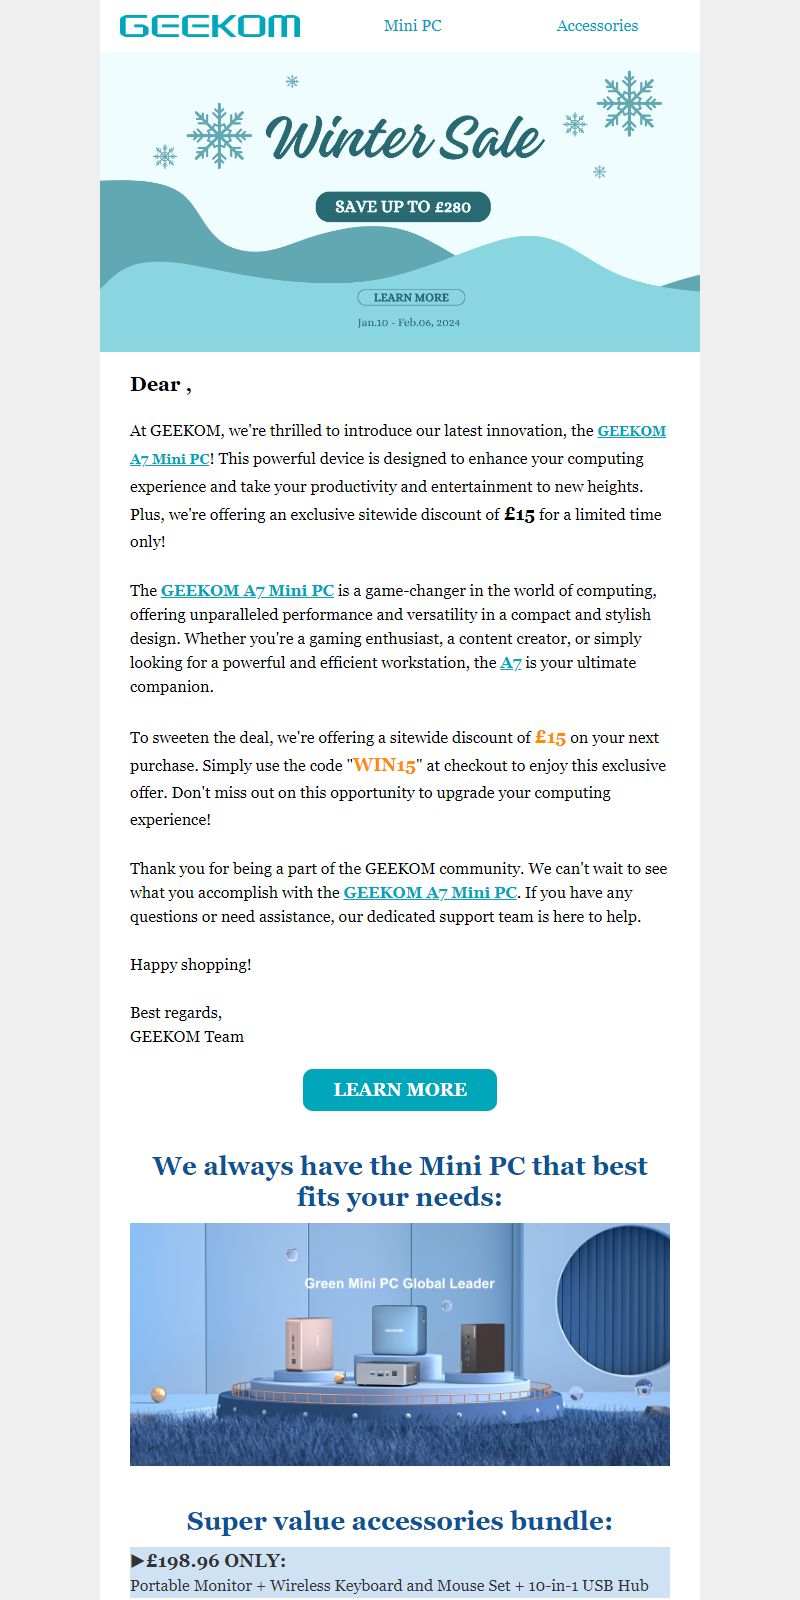 GEEKOM
Mini PC
Accessories
Winter Sale
SAVE UP TO £280
LEARN MORE
Jan.10 - Feb.06, 2024
Dear ,
At GEEKOM, we're thrilled to introduce our latest innovation, the GEEKOM
A7 Mini PC! This powerful device is designed to enhance your computing
experience and take your productivity and entertainment to new heights.
Plus, we're offering an exclusive sitewide discount of £15 for a limited time
only!
The GEEKOM A7 Mini PC is a game-changer in the world of computing,
offering unparalleled performance and versatility in a compact and stylish
design. Whether you're a gaming enthusiast, a content creator, or simply
looking for a powerful and efficient workstation, the A7 is your ultimate
companion.
To sweeten the deal, we're offering a sitewide discount of £15 on your next
purchase. Simply use the code "WIN15" at checkout to enjoy this exclusive
offer. Don't miss out on this opportunity to upgrade your computing
experience!
Thank you for being a part of the GEEKOM community. We can't wait to see
what you accomplish with the GEEKOM A7 Mini PC. If you have any
questions or need assistance, our dedicated support team is here to help.
Happy shopping!
Best regards,
GEEKOM Team
LEARN MORE
We always have the Mini PC that best
fits your needs:
Green Mini PC Global Leader
Super value accessories bundle:
▶£198.96 ONLY:
Portable Monitor + Wireless Keyboard and Mouse Set + 10-in-1 USB Hub